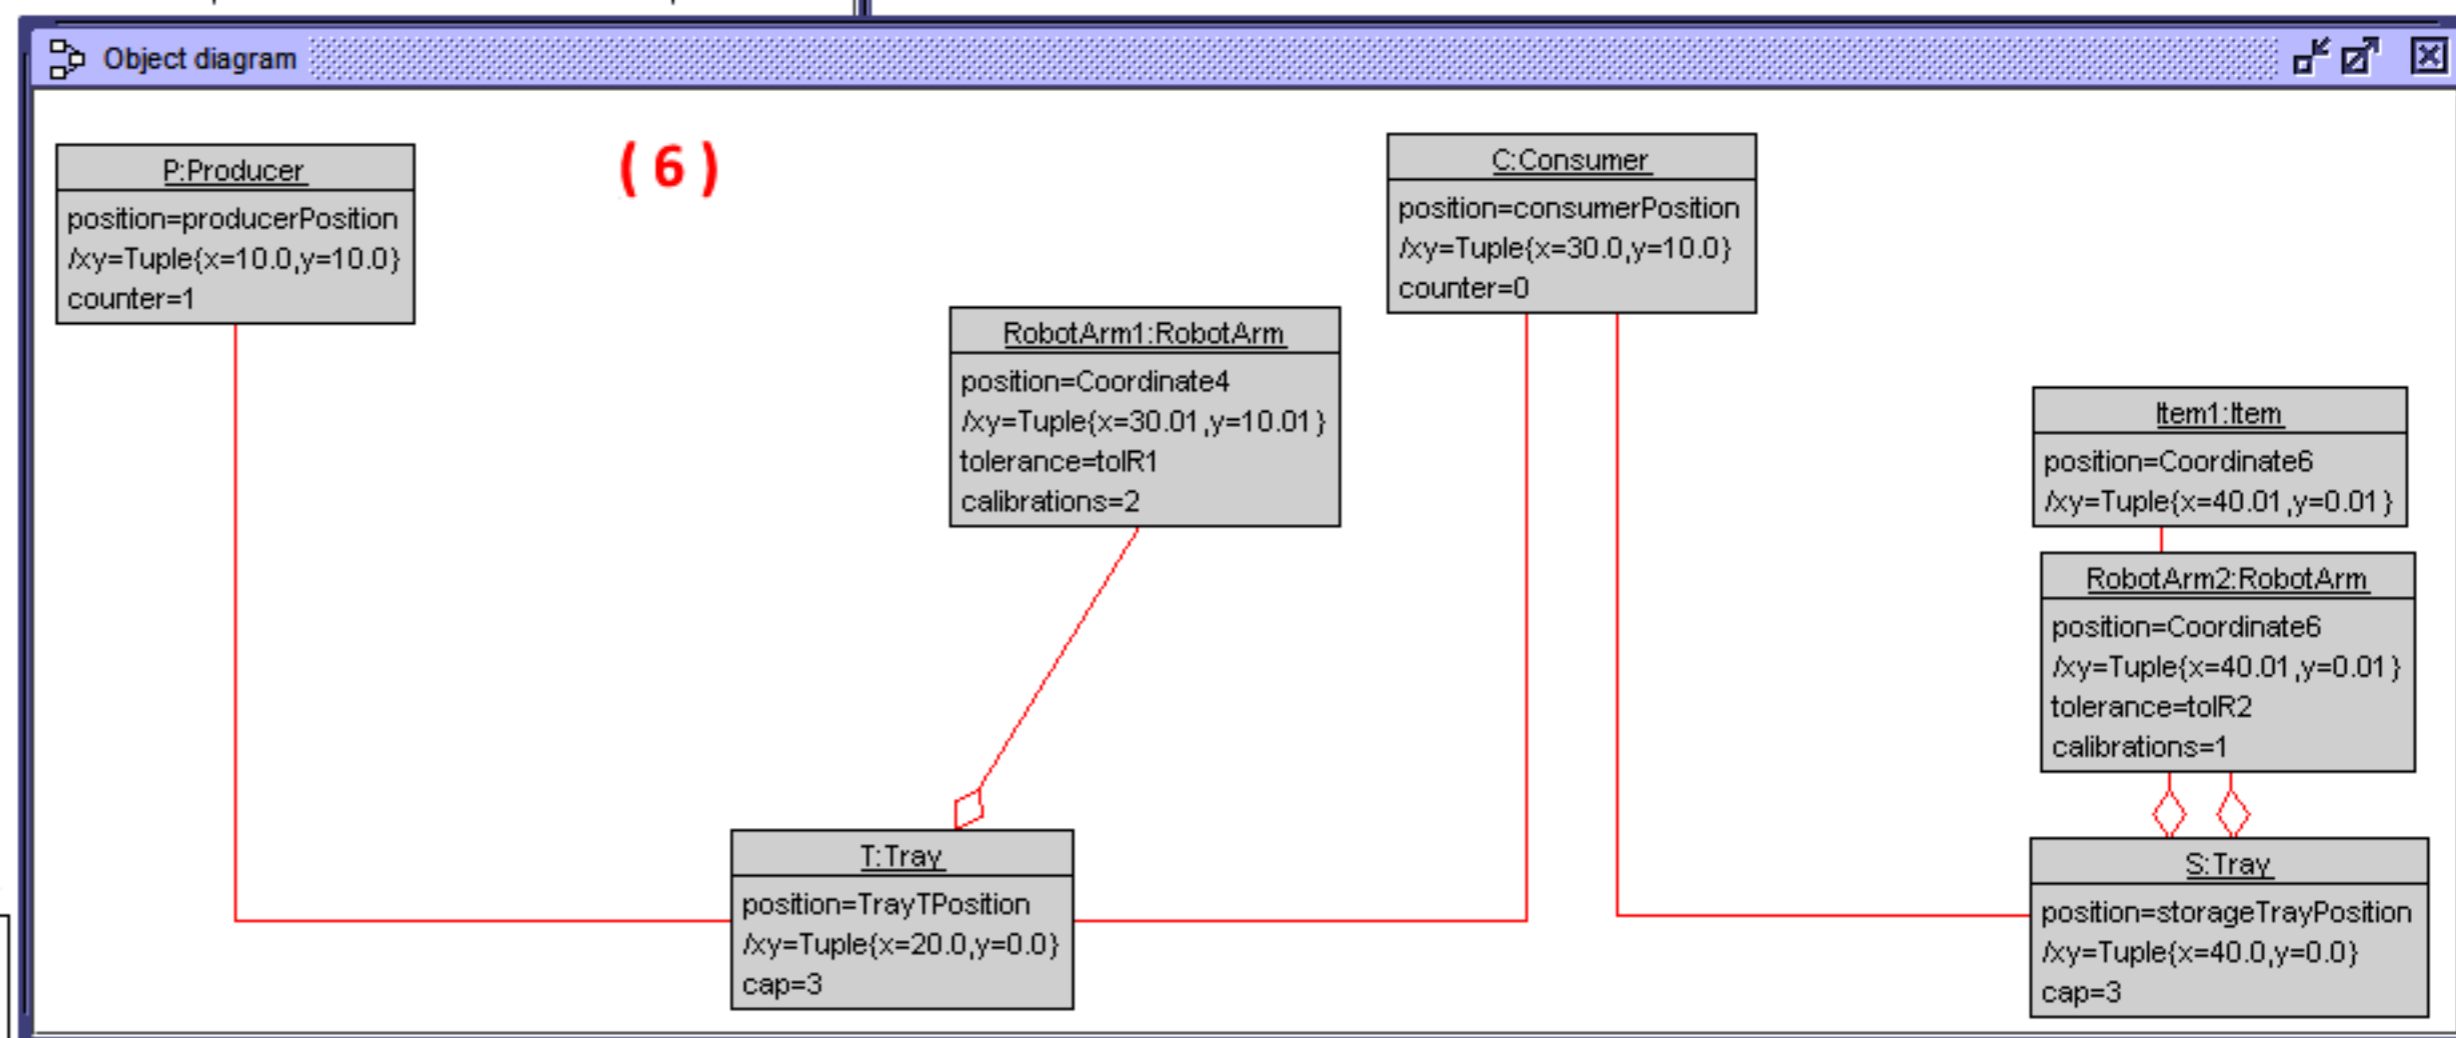 Object diagram
( 6 )
P:Producer
position=producerPosition
/xy=Tuple{x=10.0,y=10.0}
counter=1
C:Consumer
position=consumerPosition
/xy=Tuple{x=30.0,y=10.0}
counter=0
RobotArm1:RobotArm
position=Coordinate4
/xy=Tuple{x=30.01,y=10.01}
tolerance=tolR1
calibrations=2
Item1:Item
position=Coordinate6
/xy=Tuple{x=40.01,y=0.01}
RobotArm2:RobotArm
position=Coordinate6
/xy=Tuple{x=40.01,y=0.01}
tolerance=tolR2
calibrations=1
T:Tray
position=TrayTPosition
/xy=Tuple{x=20.0,y=0.0}
cap=3
S:Tray
position=storageTrayPosition
/xy=Tuple{x=40.0,y=0.0}
cap=3